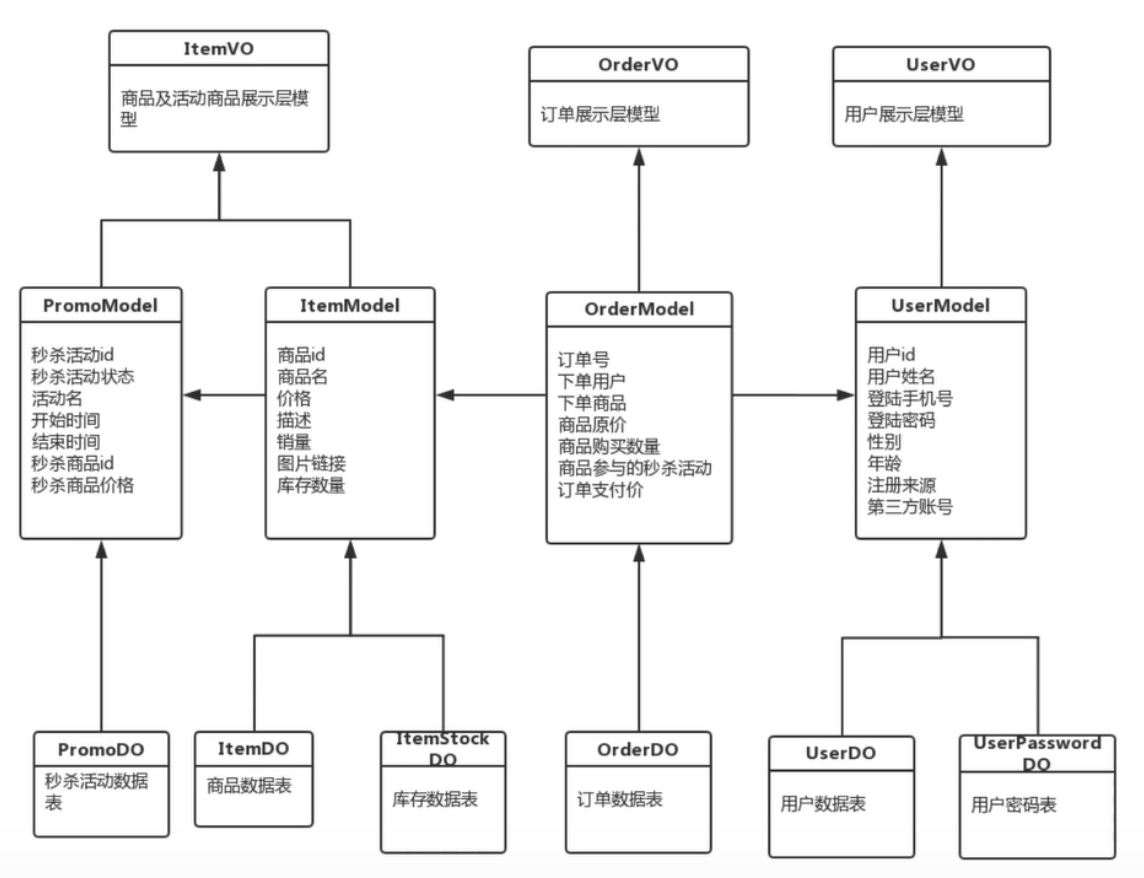 ItemVO
商品及活动商品展示层模
型
OrderVO
订单展示层模型
UserVO
用户展示层模型
PromoModel
秒杀活动id
秒杀活动状态
活动名
开始时间
结束时间
秒杀商品id
秒杀商品价格
ItemModel
商品id
商品名
价格
描述
销量
图片链接
库存数量
OrderModel
订单号
下单用户
下单商品
商品原价
商品购买数量
商品参与的秒杀活动
订单支付价
UserModel
用户id
用户姓名
登陆手机号
登陆密码
性别
年龄
注册来源
第三方账号
PromoDO
秒杀活动数据
表
ItemDO
商品数据表
ItemStock
DO
库存数据表
OrderDO
订单数据表
UserDO
用户数据表
UserPassword
DO
用户密码表